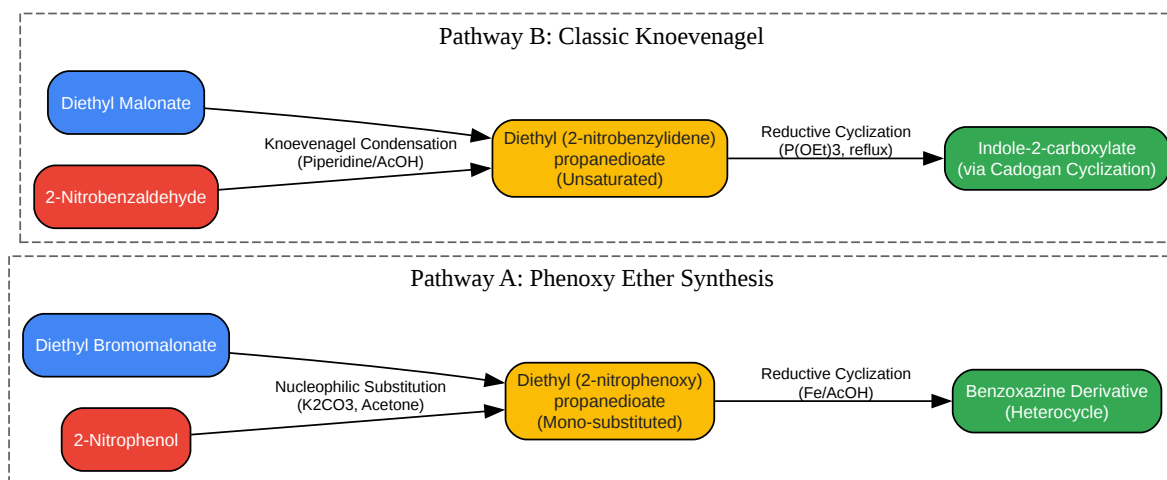 Pathway B: Classic Knoevenagel
Diethyl Malonate
2-Nitrobenzaldehyde
Knoevenagel Condensation
(Piperidine/AcOH)
Diethyl (2-nitrobenzylidene)
propanedioate
(Unsaturated)
Reductive Cyclization
(P(OEt)3, reflux)
Indole-2-carboxylate
(via Cadogan Cyclization)
Pathway A: Phenoxy Ether Synthesis
Diethyl Bromomalonate
2-Nitrophenol
Nucleophilic Substitution
(K2CO3, Acetone)
Diethyl (2-nitrophenoxy)
propanedioate
(Mono-substituted)
Reductive Cyclization
(Fe/AcOH)
Benzoxazine Derivative
(Heterocycle)